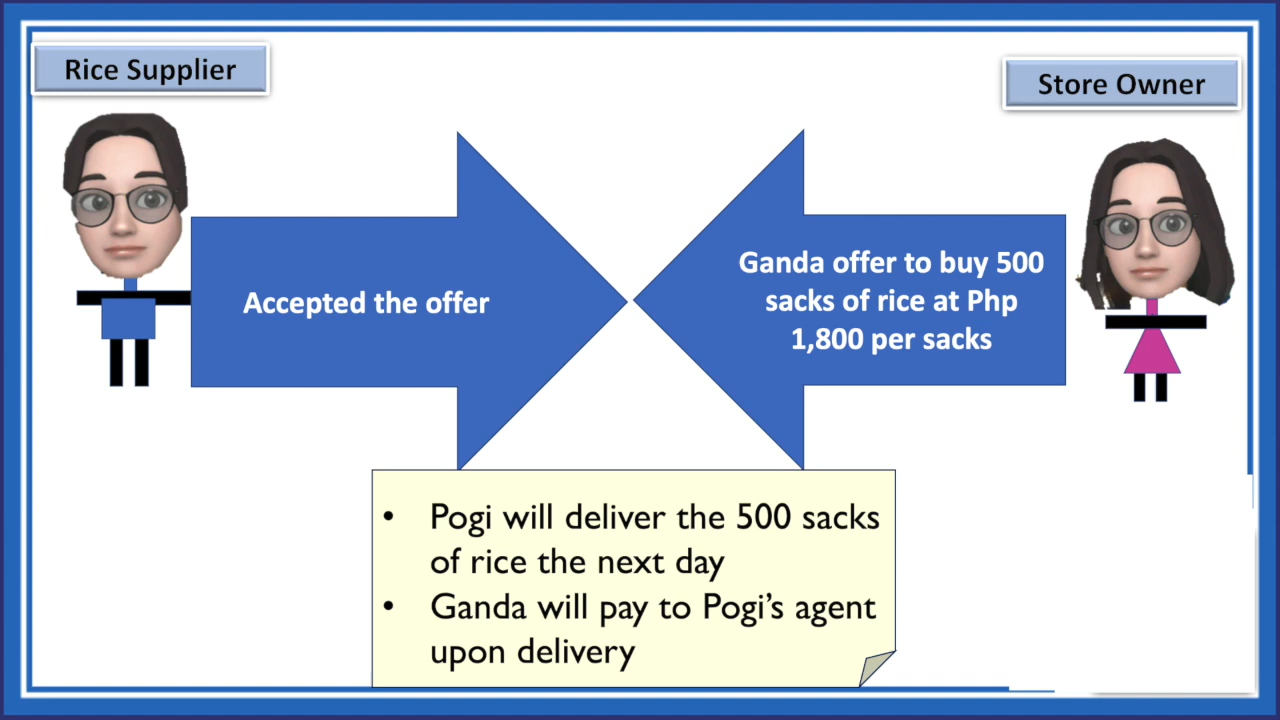 Rice Supplier
Store Owner
Accepted the offer
Ganda offer to buy 500
sacks of rice at Php
1,800 per sacks
• Pogi will deliver the 500 sacks
of rice the next day
• Ganda will pay to Pogi’s agent
upon delivery